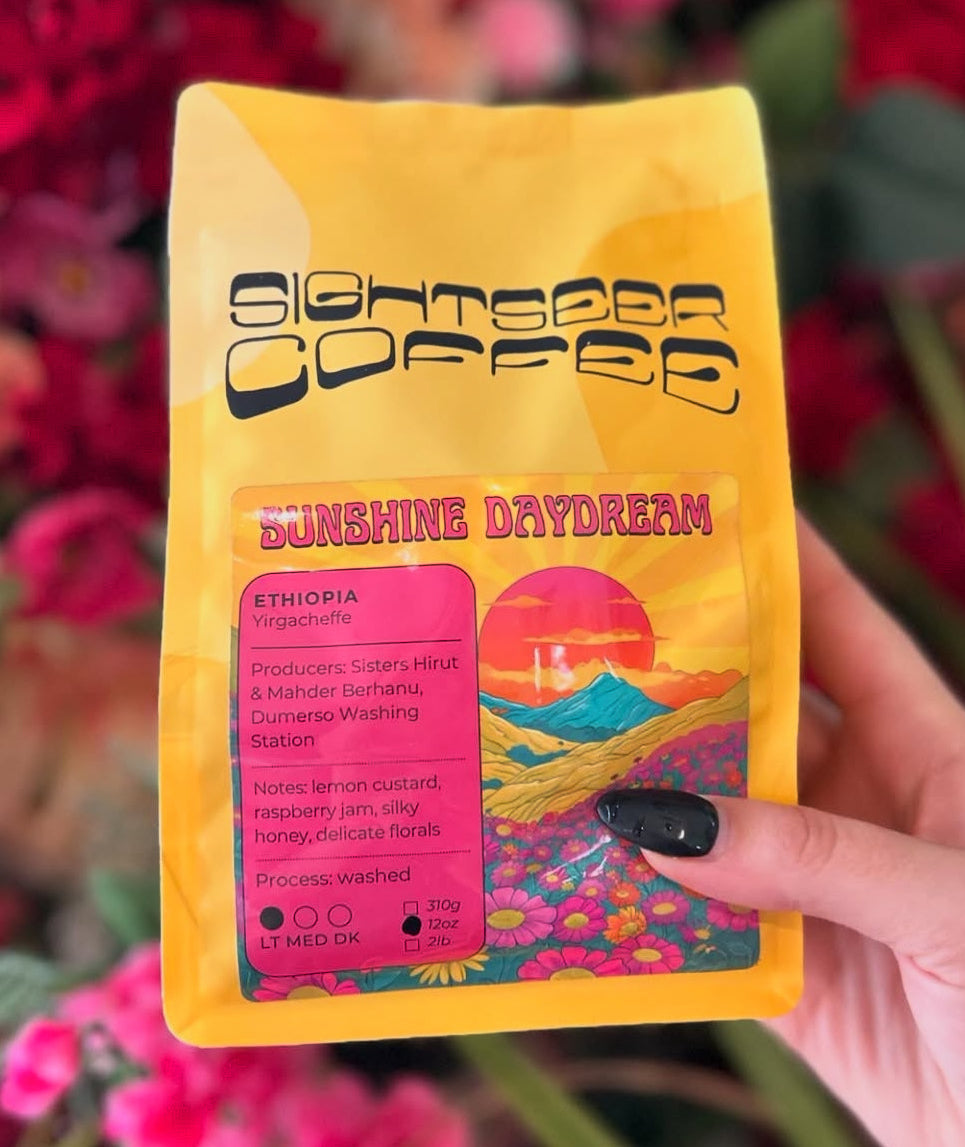 SIGHTSEER
COFFEE
SUNSHINE DAYDREAM
ETHIOPIA
Yirgacheffe
Producers: Sisters Hirut
& Mahder Berhanu,
Dumerso Washing
Station
Notes: lemon custard,
raspberry jam, silky
honey, delicate florals
Process: washed
310g
12oz
2lb
LT MED DK